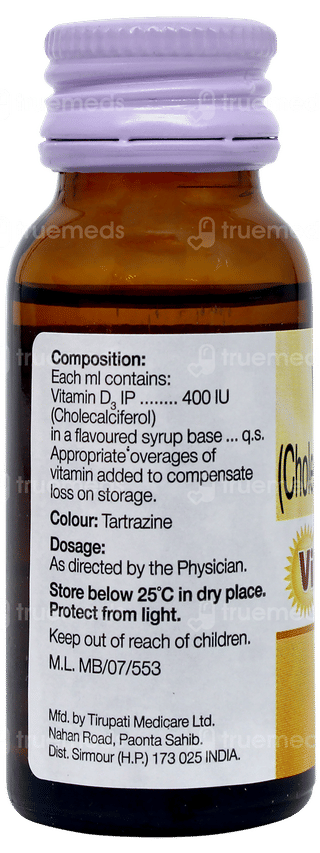 Composition:
Each ml contains:
Vitamin D3 IP ........ 400 IU
(Cholecalciferol)
in a flavoured syrup base ... q.s.
Appropriate overages of
vitamin added to compensate
loss on storage.
Colour: Tartrazine
Dosage:
As directed by the Physician.
Store below 25°C in dry place.
Protect from light.
Keep out of reach of children.
M.L. MB/07/553
Mfd. by Tirupati Medicare Ltd.
Nahan Road, Paonta Sahib.
Dist. Sirmour (H.P.) 173 025 INDIA.
(Chole
Vi
truemeds